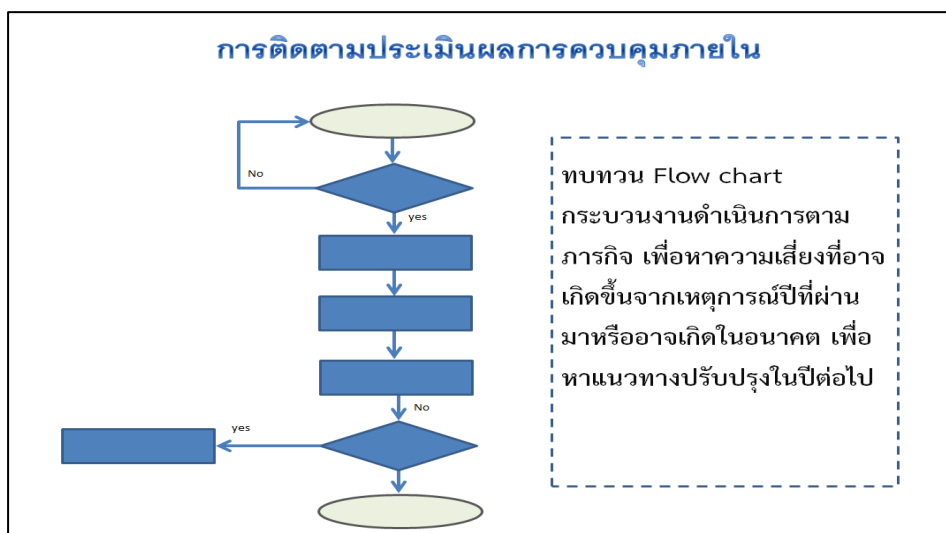 การติดตามประเมินผลการควบคุมภายใน
No
yes
ทบทวน Flow chart
กระบวนงานดำเนินการตาม
ภารกิจ เพื่อหาความเสี่ยงที่อาจ
เกิดขึ้นจากเหตุการณ์ปีที่ผ่าน
มาหรืออาจเกิดในอนาคต เพื่อ
หาแนวทางปรับปรุงในปีต่อไป
No
yes